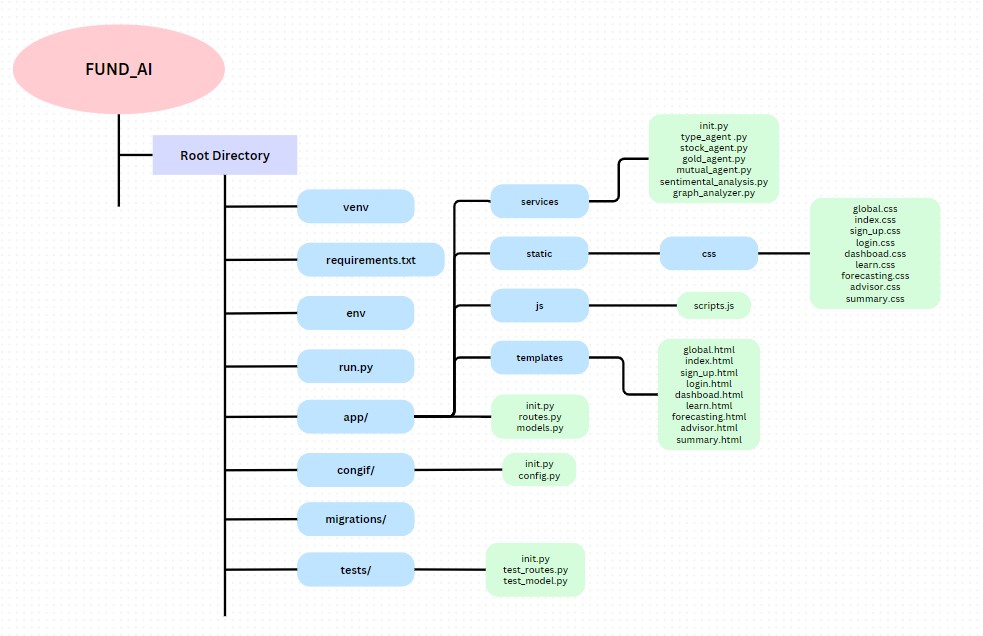 FUND_AI
Root Directory
venv
requirements.txt
env
run.py
app/
congif/
migrations/
tests/
services
static
js
templates
init.py
routes.py
models.py
init.py
config.py
init.py
test_routes.py
test_model.py
init.py
type_agent .py
stock_agent.py
gold_agent.py
mutual_agent.py
sentimental_analysis.py
graph_analyzer.py
css
scripts.js
global.html
index.html
sign_up.html
login.html
dashboad.html
learn.html
forecasting.html
advisor.html
summary.html
global.css
index.css
sign_up.css
login.css
dashboad.css
learn.css
forecasting.css
advisor.css
summary.css